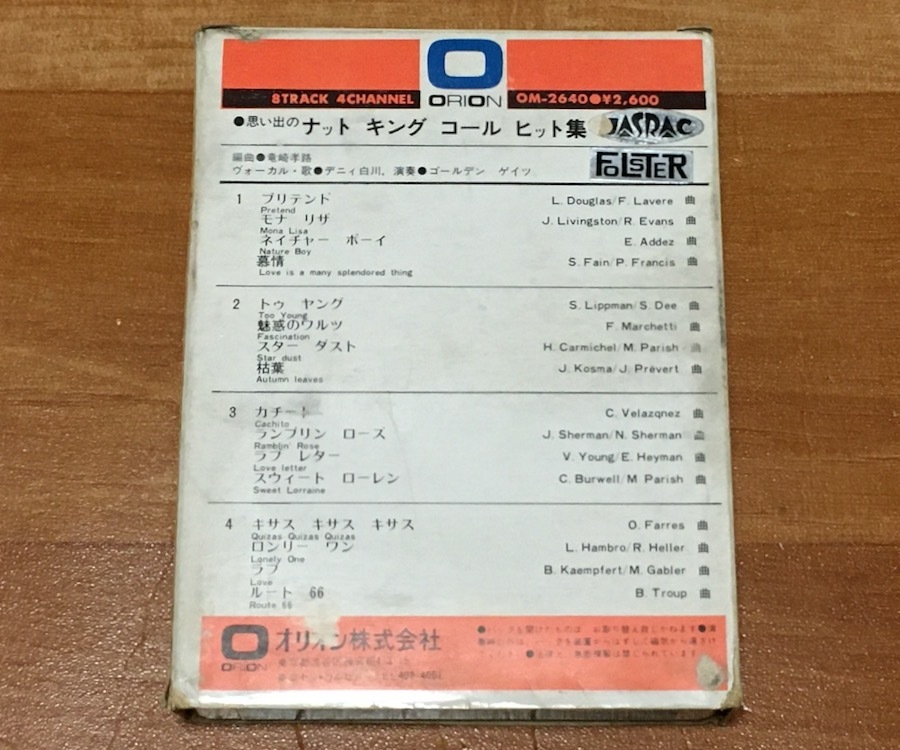 O
ORION
8TRACK 4CHANNEL
OM-2640●¥2,600
●思い出の ナット キング コール ヒット集
JASRAC
編曲●竜崎孝路
ヴォーカル・歌●デニィ白川, 演奏●ゴールデン ゲイツ
FOLSTER
1 プリテンド L. Douglas/F. Lavere 曲
Pretend
モナ リザ J. Livingston/R. Evans 曲
Mona Lisa
ネイチャー ボーイ E. Addez 曲
Nature Boy
慕情 S. Fain/P. Francis 曲
Love is a many splendored thing
2 トゥ ヤング S. Lippman/S. Dee 曲
Too Young
魅惑のワルツ F. Marchetti 曲
Fascination
スター ダスト H. Carmichel/M. Parish 曲
Star dust
枯葉 J. Kosma/J. Prévert 曲
Autumn leaves
3 カチート C. Velazqnez 曲
Cachito
ランブリン ローズ J. Sherman/N. Sherman 曲
Ramblin' Rose
ラブ レター V. Young/E. Heyman 曲
Love letter
スウィート ローレン C. Burwell/M Parish 曲
Sweet Lorraine
4 キサス キサス キサス O. Farres 曲
Quizas Quizas Quizas
ロンリー ワン L. Hambro/R. Heller 曲
Lonely One
ラブ B. Kaempfert/M. Gabler 曲
Love
ルート 66 B. Troup 曲
Route 66
O
ORION
オリオン株式会社